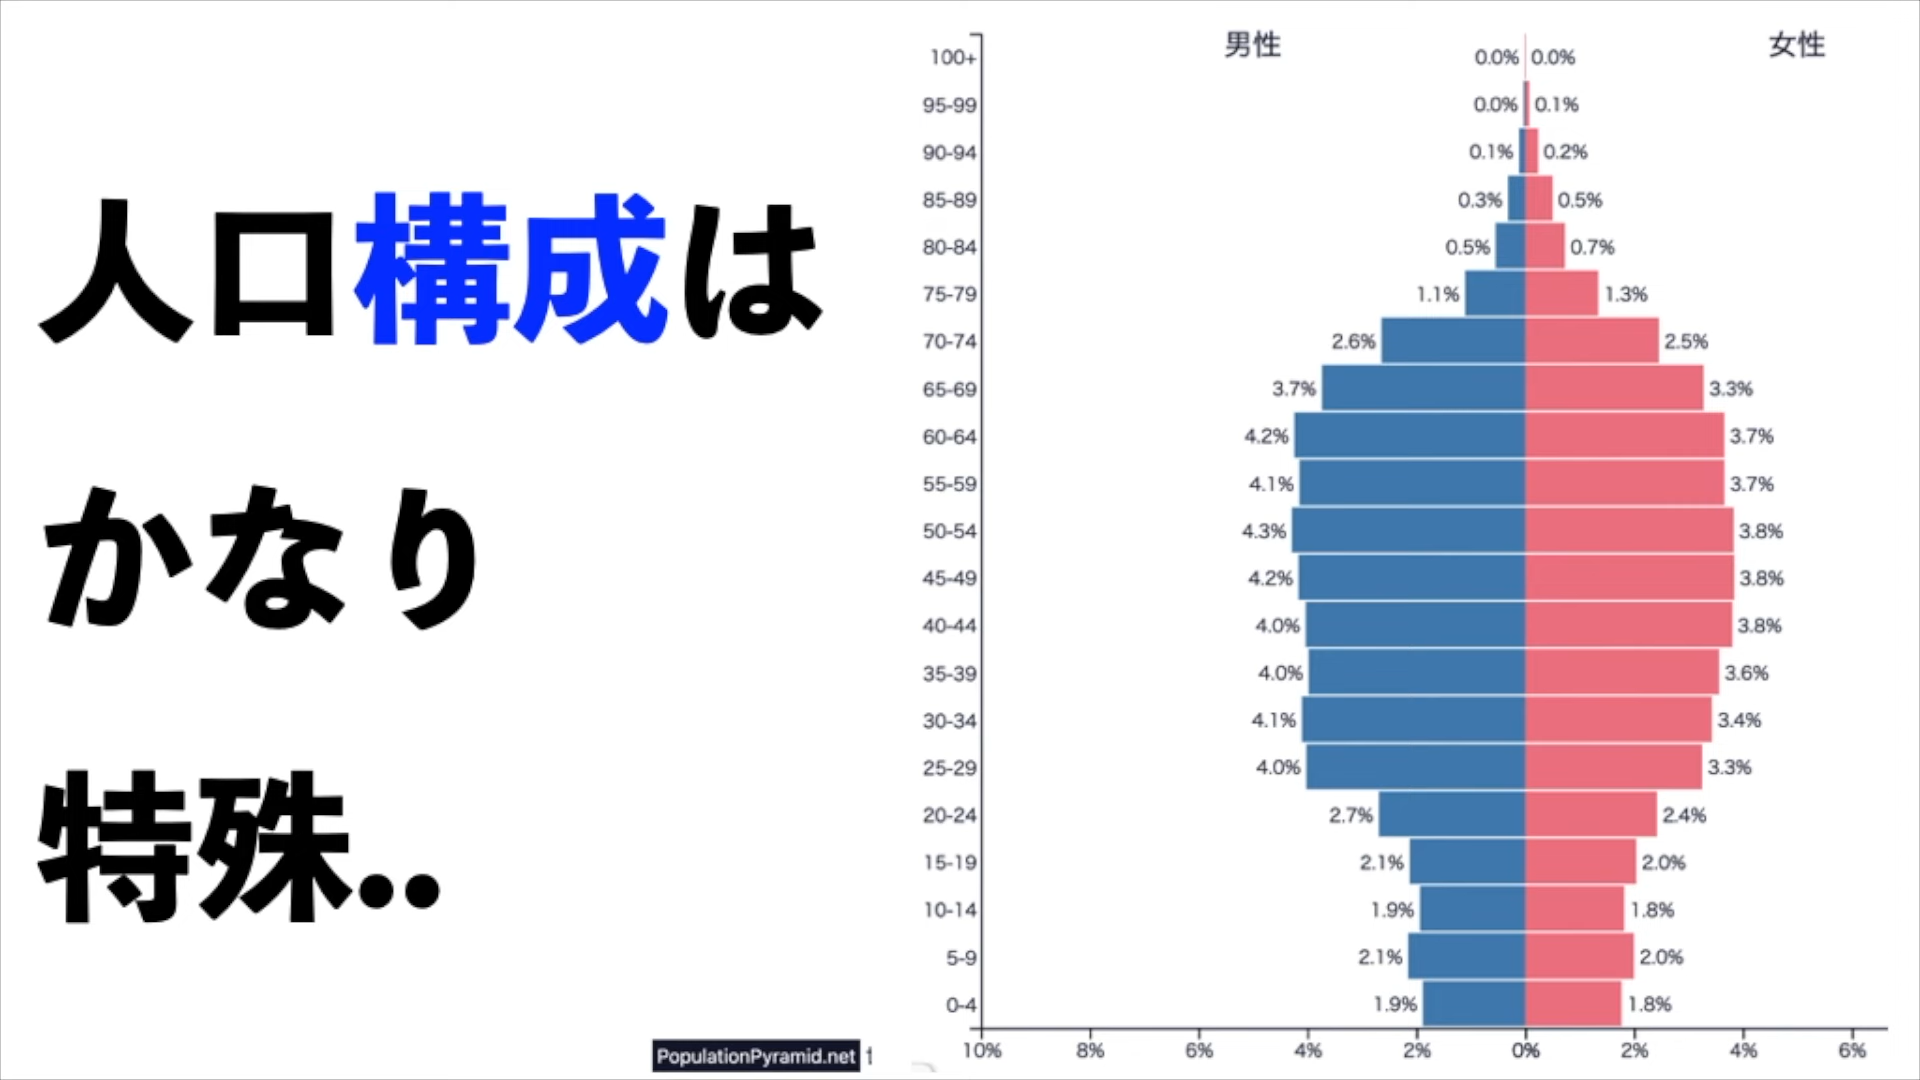 人口構成は
かなり
特殊..
男性 女性
100+ 0.0% 0.0%
95-99 0.0% 0.1%
90-94 0.1% 0.2%
85-89 0.3% 0.5%
80-84 0.5% 0.7%
75-79 1.1% 1.3%
70-74 2.6% 2.5%
65-69 3.7% 3.3%
60-64 4.2% 3.7%
55-59 4.1% 3.7%
50-54 4.3% 3.8%
45-49 4.2% 3.8%
40-44 4.0% 3.8%
35-39 4.0% 3.6%
30-34 4.1% 3.4%
25-29 4.0% 3.3%
20-24 2.7% 2.4%
15-19 2.1% 2.0%
10-14 1.9% 1.8%
5-9 2.1% 2.0%
0-4 1.9% 1.8%
10% 8% 6% 4% 2% 0% 2% 4% 6%
PopulationPyramid.net